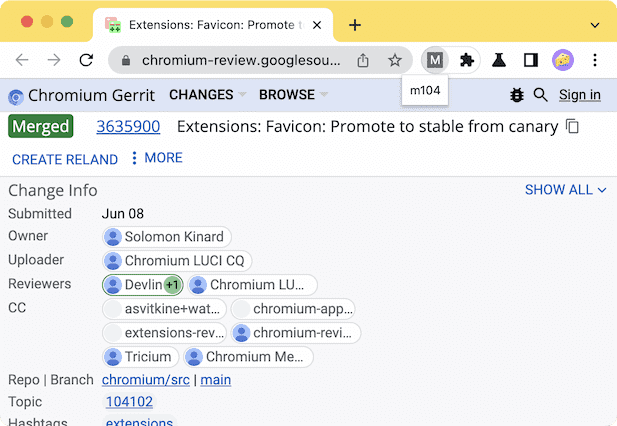 Extensions: Favicon: Promote to
chromium-review.googlesou...
M
m104
Chromium Gerrit CHANGES BROWSE Sign in
Merged 3635900 Extensions: Favicon: Promote to stable from canary
CREATE RELAND MORE
Change Info SHOW ALL
Submitted Jun 08
Owner Solomon Kinard
Uploader Chromium LUCI CQ
Reviewers Devlin +1 Chromium LU...
CC asvitkine+wat... chromium-app...
extensions-rev... chromium-revi...
Tricium Chromium Me...
Repo | Branch chromium/src | main
Topic 104102
Hashtags extensions